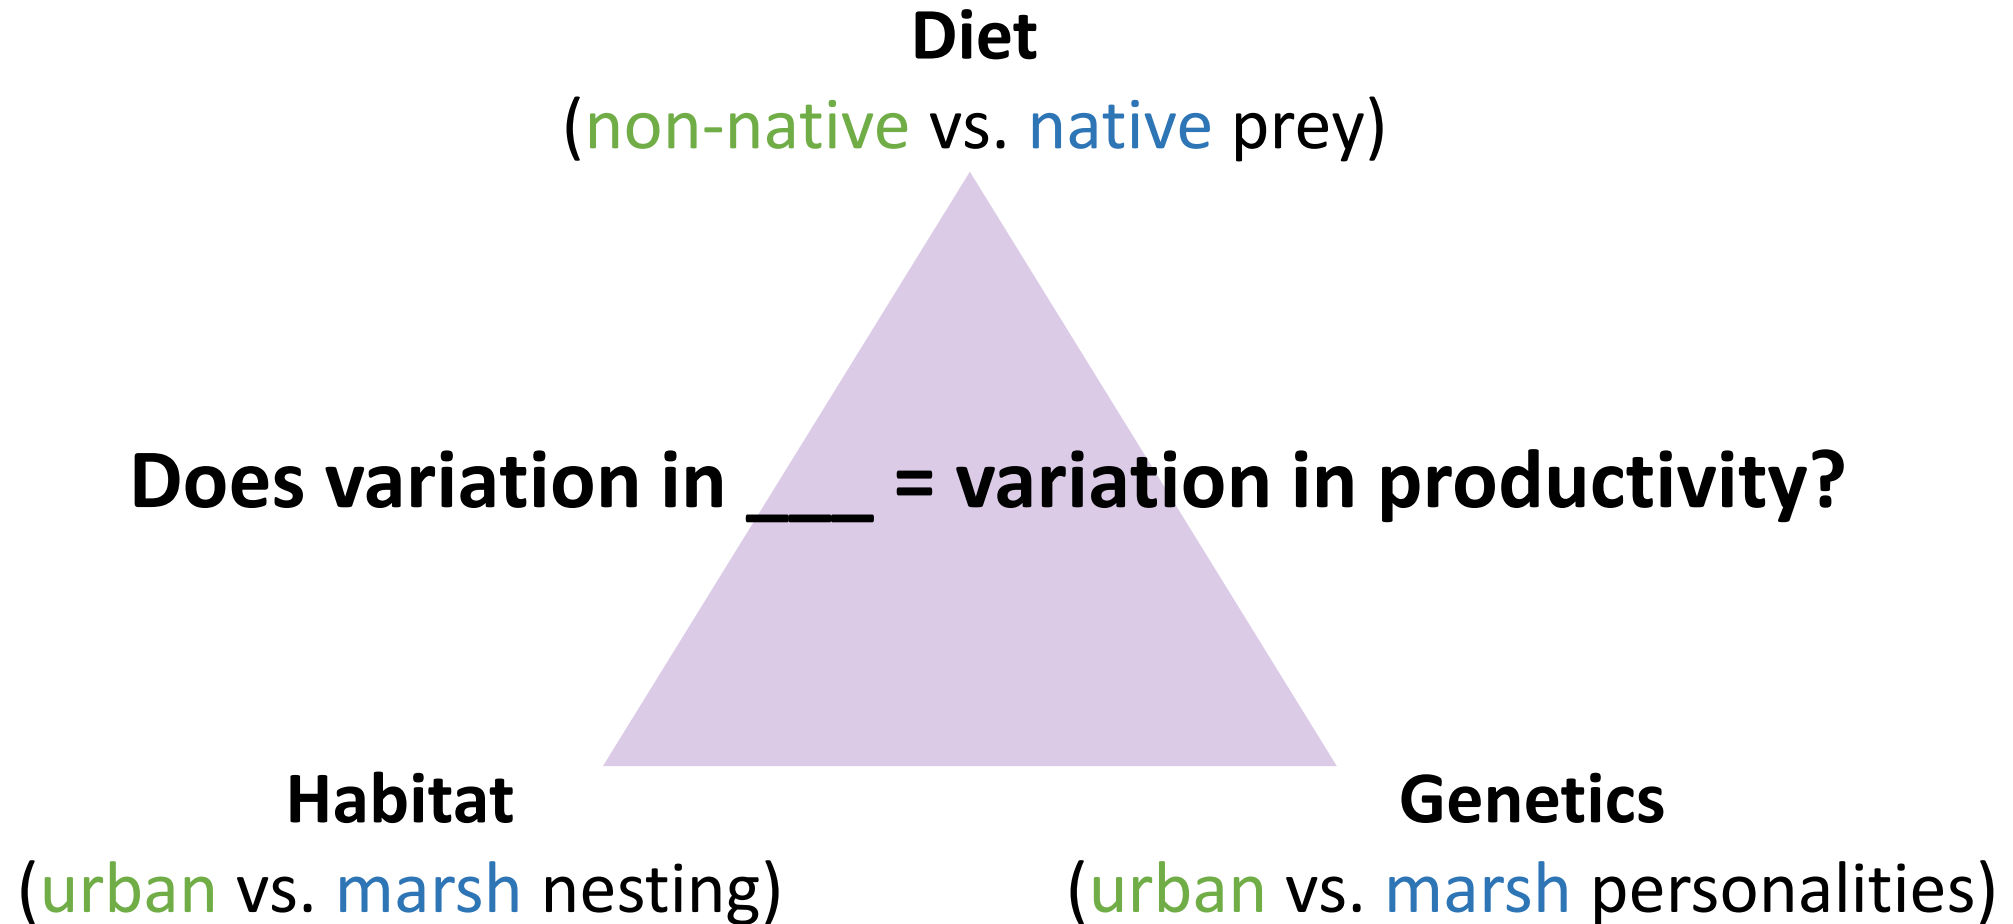 Diet
(non-native vs. native prey)
Does variation in ___ = variation in productivity?
Habitat
(urban vs. marsh nesting)
Genetics
(urban vs. marsh personalities)